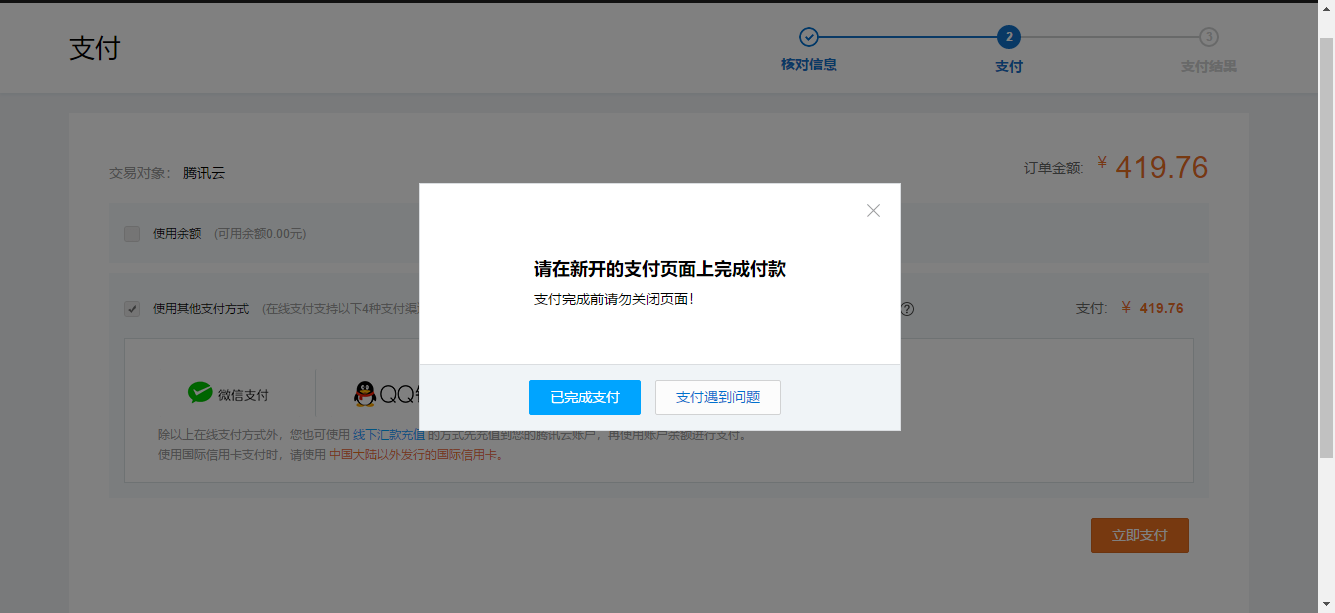 支付
2
3
核对信息
支付
支付结果
交易对象： 腾讯云
订单金额: ¥ 419.76
使用余额 (可用余额0.00元)
请在新开的支付页面上完成付款
支付完成前请勿关闭页面！
使用其他支付方式 (在线支付支持以下4种支付渠
?
支付: ¥ 419.76
微信支付
QQ
已完成支付
支付遇到问题
除以上在线支付方式外，您也可使用 线下汇款充值 的方式先充值到您的腾讯云账户，再使用账户余额进行支付。
使用国际信用卡支付时，请使用 中国大陆以外发行的国际信用卡。
立即支付